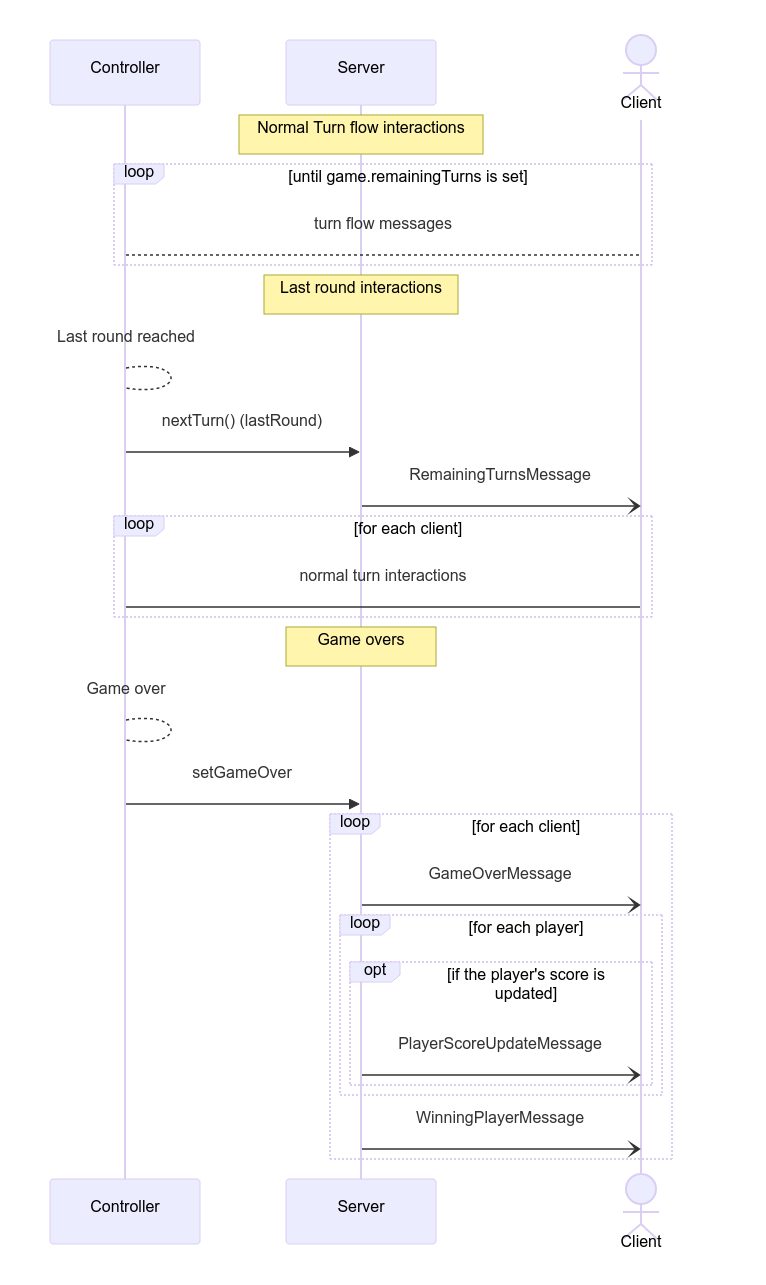 Controller
Server
Client
Normal Turn flow interactions
loop
[until game.remainingTurns is set]
turn flow messages
Last round interactions
Last round reached
nextTurn() (lastRound)
RemainingTurnsMessage
loop
[for each client]
normal turn interactions
Game overs
Game over
setGameOver
loop
[for each client]
GameOverMessage
loop
[for each player]
opt
[if the player's score is
updated]
PlayerScoreUpdateMessage
WinningPlayerMessage
Controller
Server
Client